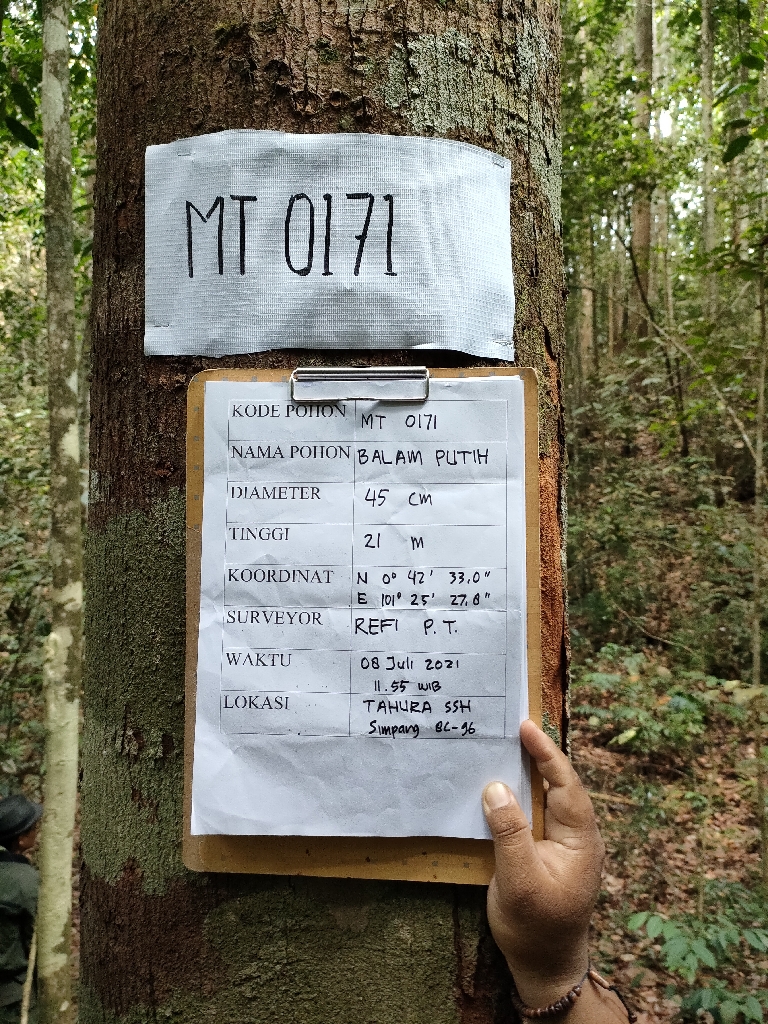 MT 0171
KODE POHON MT 0171
NAMA POHON BALAM PUTIH
DIAMETER 45 cm
TINGGI 21 m
KOORDINAT N 0° 42' 33.0"
E 101° 25' 27.8"
SURVEYOR REFI P.T.
WAKTU 08 Juli 2021
11.55 WIB
LOKASI TAHURA SSH
Simpang BC-96